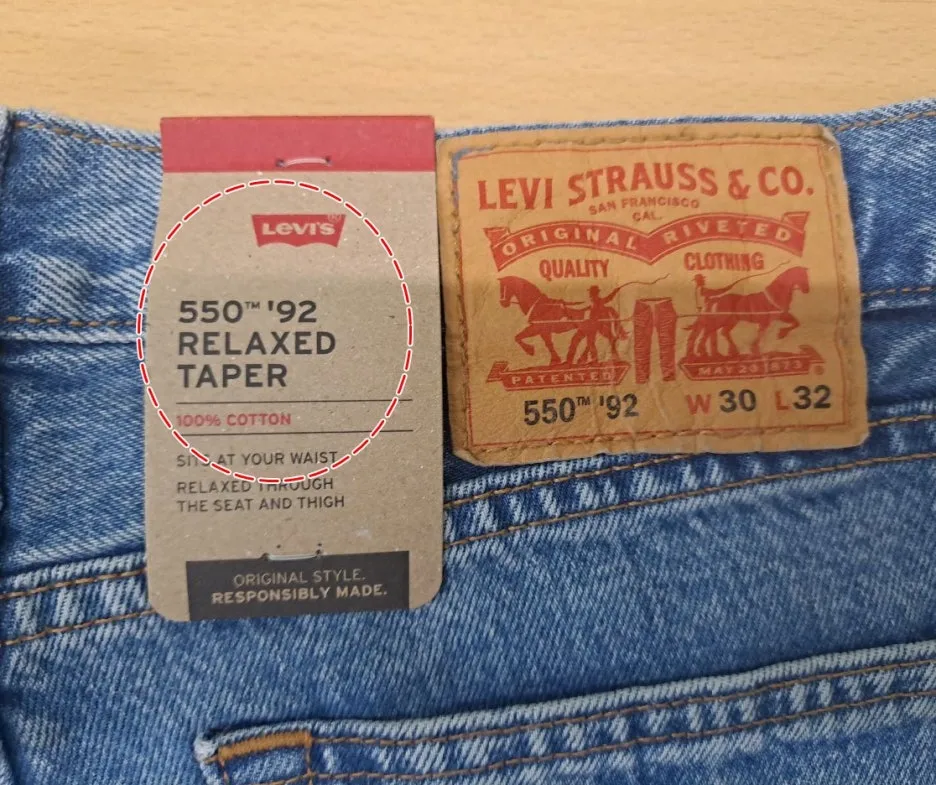 LEVI'S®
550™ '92
RELAXED
TAPER
100% COTTON
SITS AT YOUR WAIST
RELAXED THROUGH
THE SEAT AND THIGH
ORIGINAL STYLE.
RESPONSIBLY MADE.
LEVI STRAUSS & CO.
SAN FRANCISCO
CAL.
ORIGINAL RIVETED
QUALITY CLOTHING
PATENTED MAY 20 1873 ®
550™ '92 W 30 L 32